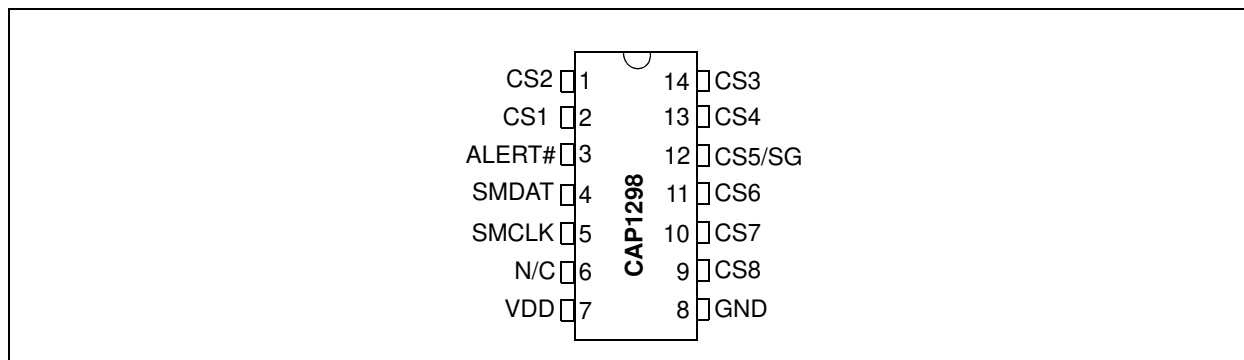 CS2 1 14 CS3
CS1 2 13 CS4
ALERT# 3 12 CS5/SG
SMDAT 4 11 CS6
SMCLK 5 10 CS7
N/C 6 9 CS8
VDD 7 8 GND
CAP1298